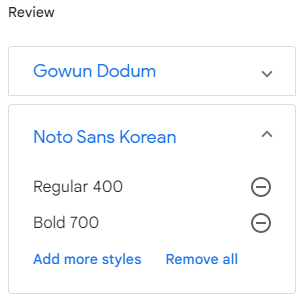 Review
Gowun Dodum
Noto Sans Korean
Regular 400
Bold 700
Add more styles Remove all